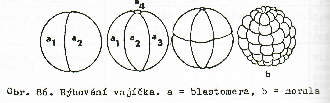 a4
a1 a2 a1 a2 a3
b
Obr. 86. Rýhování vajíčka. a = blastomera, b = morula